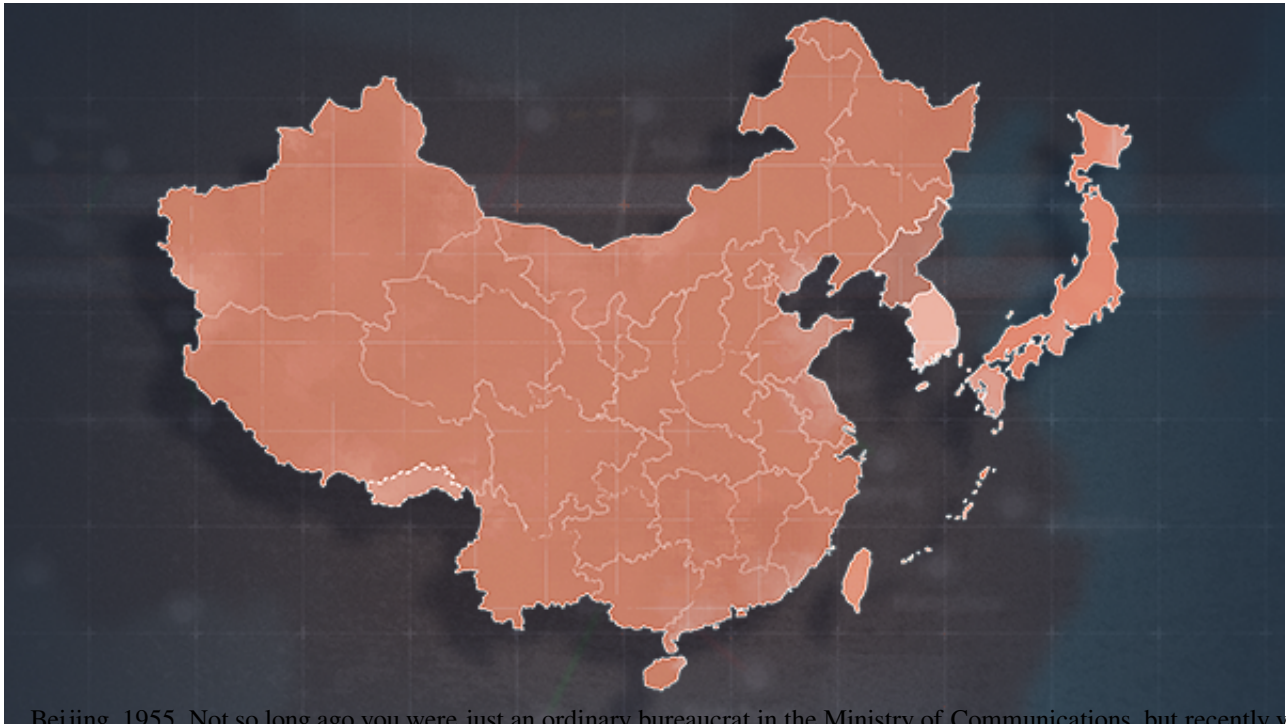 Beijing, 1955. Not so long ago you were just an ordinary bureaucrat in the Ministry of Communications, but recently